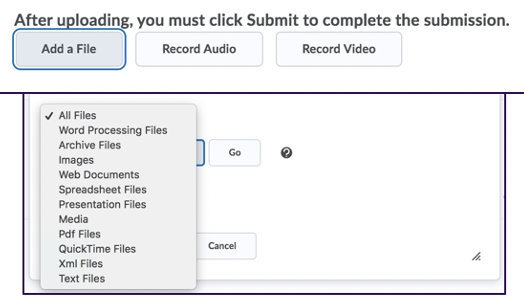 After uploading, you must click Submit to complete the submission.
Add a File Record Audio Record Video
✓ All Files
Word Processing Files
Archive Files
Images
Web Documents
Spreadsheet Files
Presentation Files
Media
Pdf Files
QuickTime Files
Xml Files
Text Files
Go ?
Cancel